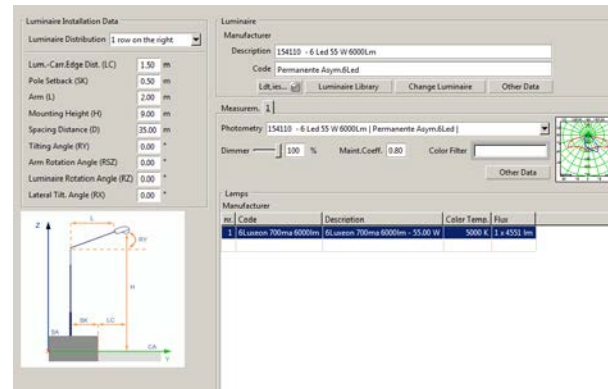 Luminaire Installation Data
Luminaire Distribution 1 row on the right
Lum.-Carr.Edge Dist. (LC) 1.50 m
Pole Setback (SK) 0.50 m
Arm (L) 2.00 m
Mounting Height (H) 9.00 m
Spacing Distance (D) 35.00 m
Tilting Angle (RY) 0.00 °
Arm Rotation Angle (RSZ) 0.00 °
Luminaire Rotation Angle (RZ) 0.00 °
Lateral Tilt. Angle (RX) 0.00 °
Z
L
RY
H
SK
LC
SA
CA
Y
Luminaire
Manufacturer
Description 154110 - 6 Led 55 W 6000Lm
Code Permanente Asym.6Led
Ldt,ies... Luminaire Library Change Luminaire Other Data
Measurem. 1
Photometry 154110 - 6 Led 55 W 6000Lm | Permanente Asym.6Led |
Dimmer 100 % Maint.Coeff. 0.80 Color Filter
Other Data
Lamps
Manufacturer
nr. Code Description Color Temp. Flux
1 6Luxeon 700ma 6000lm 6Luxeon 700ma 6000lm - 55.00 W 5000 K 1 x 4551 lm